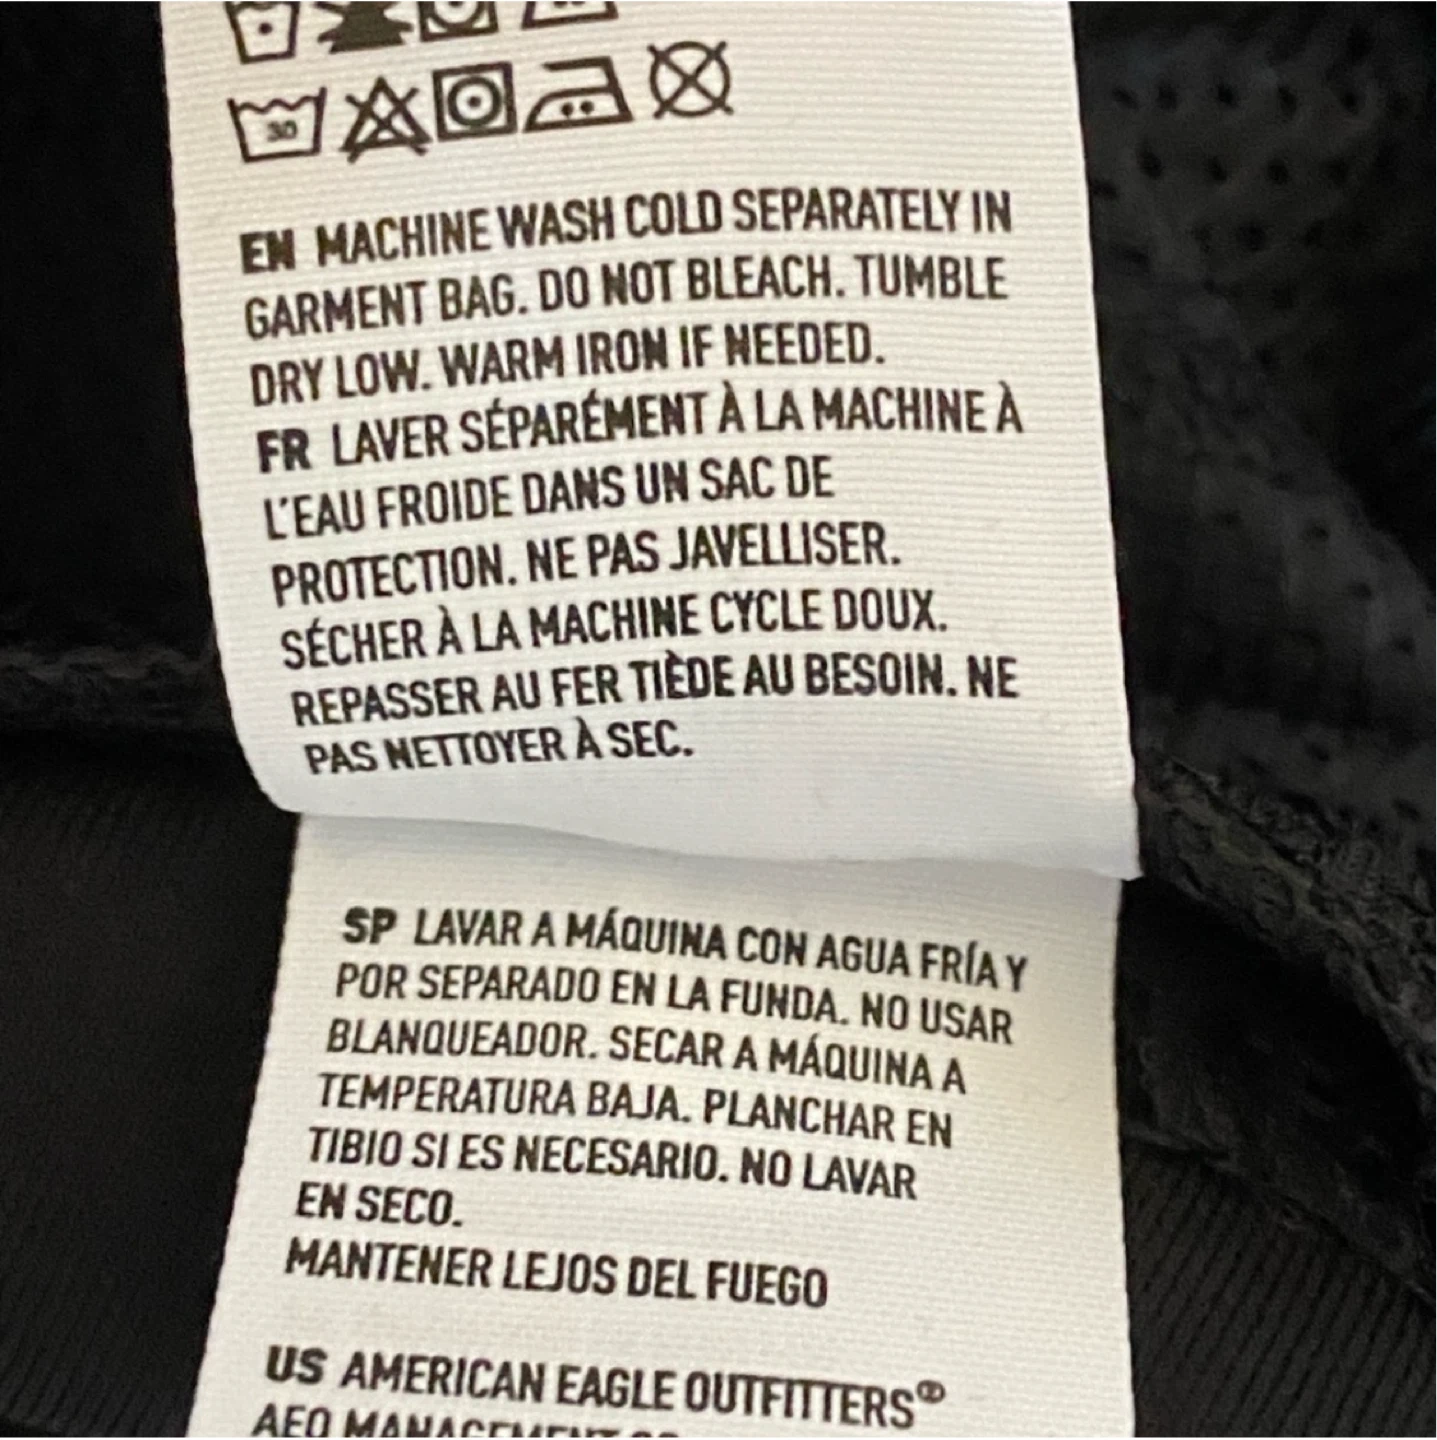 30
EN MACHINE WASH COLD SEPARATELY IN
GARMENT BAG. DO NOT BLEACH. TUMBLE
DRY LOW. WARM IRON IF NEEDED.
FR LAVER SÉPARÉMENT À LA MACHINE À
L'EAU FROIDE DANS UN SAC DE
PROTECTION. NE PAS JAVELLISER.
SÉCHER À LA MACHINE CYCLE DOUX.
REPASSER AU FER TIÈDE AU BESOIN. NE
PAS NETTOYER À SEC.
SP LAVAR A MÁQUINA CON AGUA FRÍA Y
POR SEPARADO EN LA FUNDA. NO USAR
BLANQUEADOR. SECAR A MÁQUINA A
TEMPERATURA BAJA. PLANCHAR EN
TIBIO SI ES NECESARIO. NO LAVAR
EN SECO.
MANTENER LEJOS DEL FUEGO
US AMERICAN EAGLE OUTFITTERS®
AEO MANAGEMENT